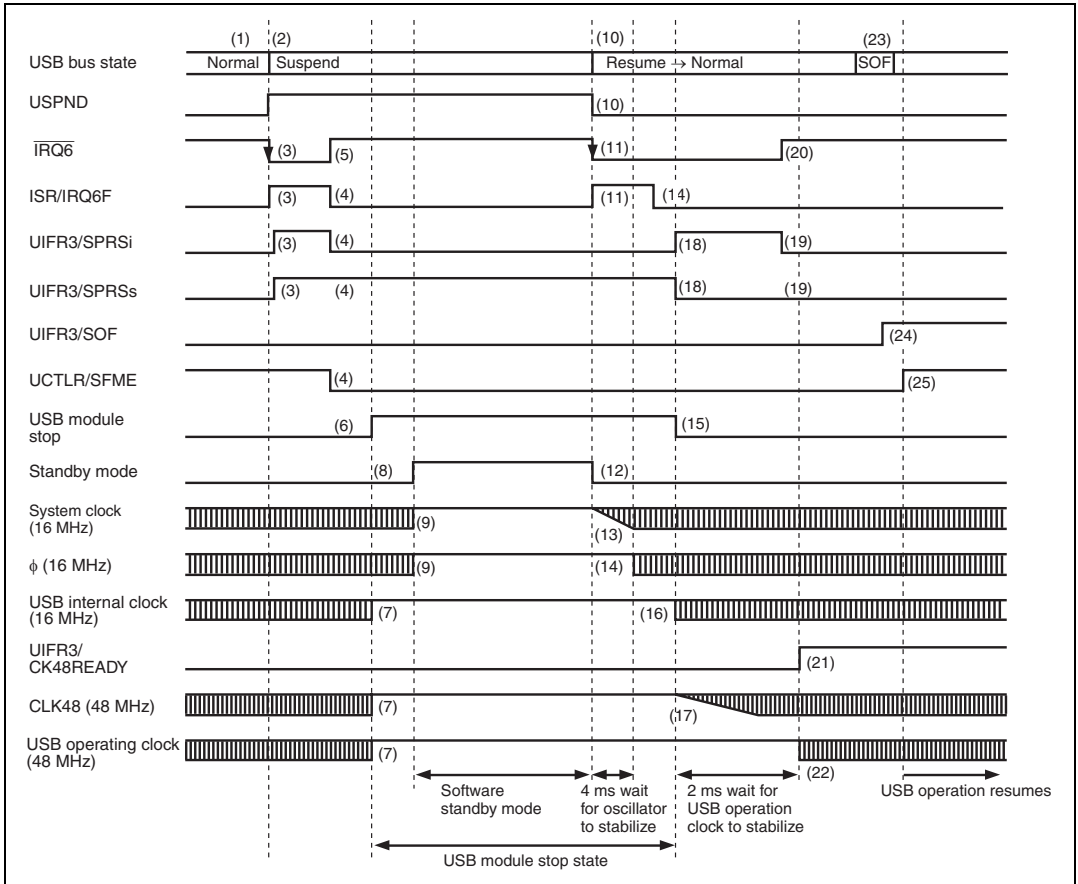 (1) (2) (10) (23)
USB bus state Normal Suspend Resume → Normal SOF
USPND (10)
IRQ6 (3) (5) (11) (20)
ISR/IRQ6F (3) (4) (11) (14)
UIFR3/SPRSi (3) (4) (18) (19)
UIFR3/SPRSs (3) (4) (18) (19)
UIFR3/SOF (24)
UCTLR/SFME (4) (25)
USB module
stop (6) (15)
Standby mode (8) (12)
System clock
(16 MHz) (9) (13)
ϕ (16 MHz) (9) (14)
USB internal clock
(16 MHz) (7) (16)
UIFR3/
CK48READY (21)
CLK48 (48 MHz) (7) (17)
USB operating clock
(48 MHz) (7) (22)
Software
standby mode
4 ms wait
for oscillator
to stabilize
2 ms wait for
USB operation
clock to stabilize
USB operation resumes
USB module stop state